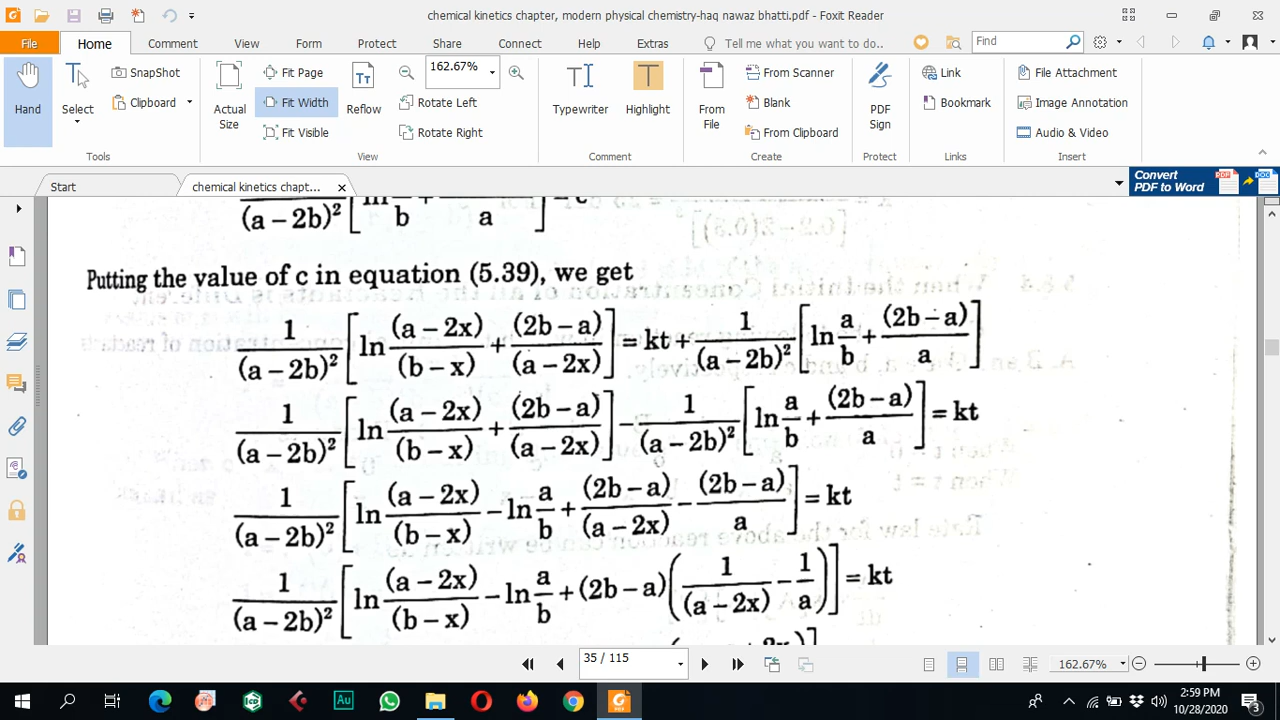 chemical kinetics chapter, modern physical chemistry-haq nawaz bhatti.pdf - Foxit Reader
File Home Comment View Form Protect Share Connect Help Extras Tell me what you want to do.. Find
Hand Select SnapShot Clipboard
Actual Size Fit Page Fit Width Fit Visible Reflow 162.67% Rotate Left Rotate Right
Typewriter Highlight
From File From Scanner Blank From Clipboard
PDF Sign
Link Bookmark
File Attachment Image Annotation Audio & Video
Tools View Comment Create Protect Links Insert
Start chemical kinetics chapt... Convert PDF to Word
(a – 2b)² b a
Putting the value of c in equation (5.39), we get
1/(a – 2b)² [ln (a – 2x)/(b – x) + (2b – a)/(a – 2x)] = kt + 1/(a – 2b)² [ln a/b + (2b – a)/a]
1/(a – 2b)² [ln (a – 2x)/(b – x) + (2b – a)/(a – 2x)] – 1/(a – 2b)² [ln a/b + (2b – a)/a] = kt
1/(a – 2b)² [ln (a – 2x)/(b – x) – ln a/b + (2b – a)/(a – 2x) – (2b – a)/a] = kt
1/(a – 2b)² [ln (a – 2x)/(b – x) – ln a/b + (2b – a)(1/(a – 2x) – 1/a)] = kt
35 / 115 162.67%
Au
2:59 PM
10/28/2020
3